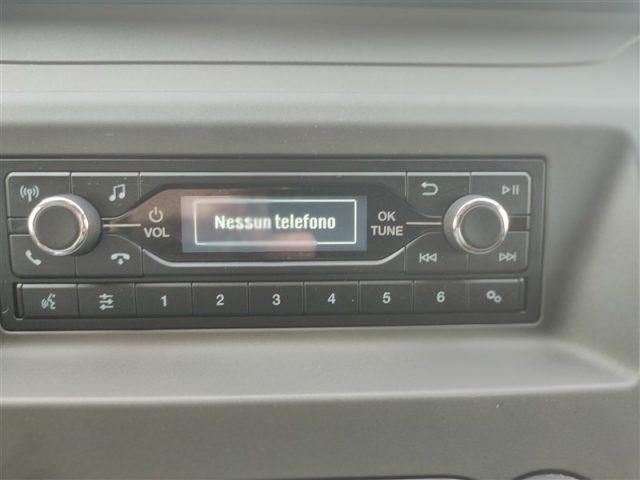 Nessun telefono
VOL
OK
TUNE
1 2 3 4 5 6